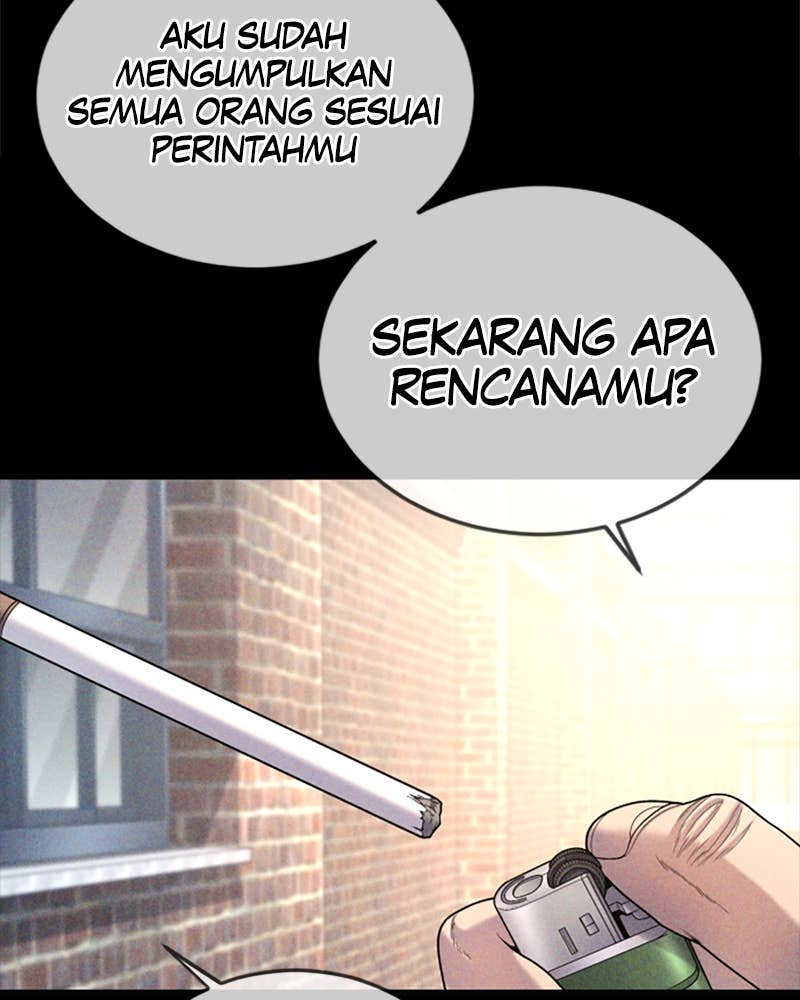 AKU SUDAH
MENGUMPULKAN
SEMUA ORANG SESUAI
PERINTAHMU
SEKARANG APA
RENCANAMU?